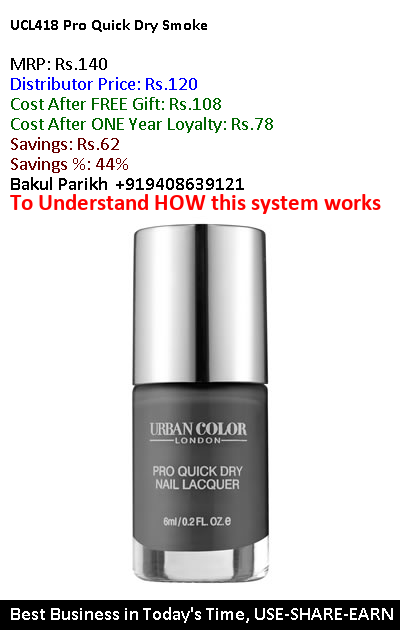 UCL418 Pro Quick Dry Smoke
MRP: Rs.140
Distributor Price: Rs.120
Cost After FREE Gift: Rs.108
Cost After ONE Year Loyalty: Rs.78
Savings: Rs.62
Savings %: 44%
Bakul Parikh +919408639121
To Understand HOW this system works
URBAN COLOR
LONDON
PRO QUICK DRY
NAIL LACQUER
6ml/0.2 FL. OZ.e
Best Business in Today's Time, USE-SHARE-EARN